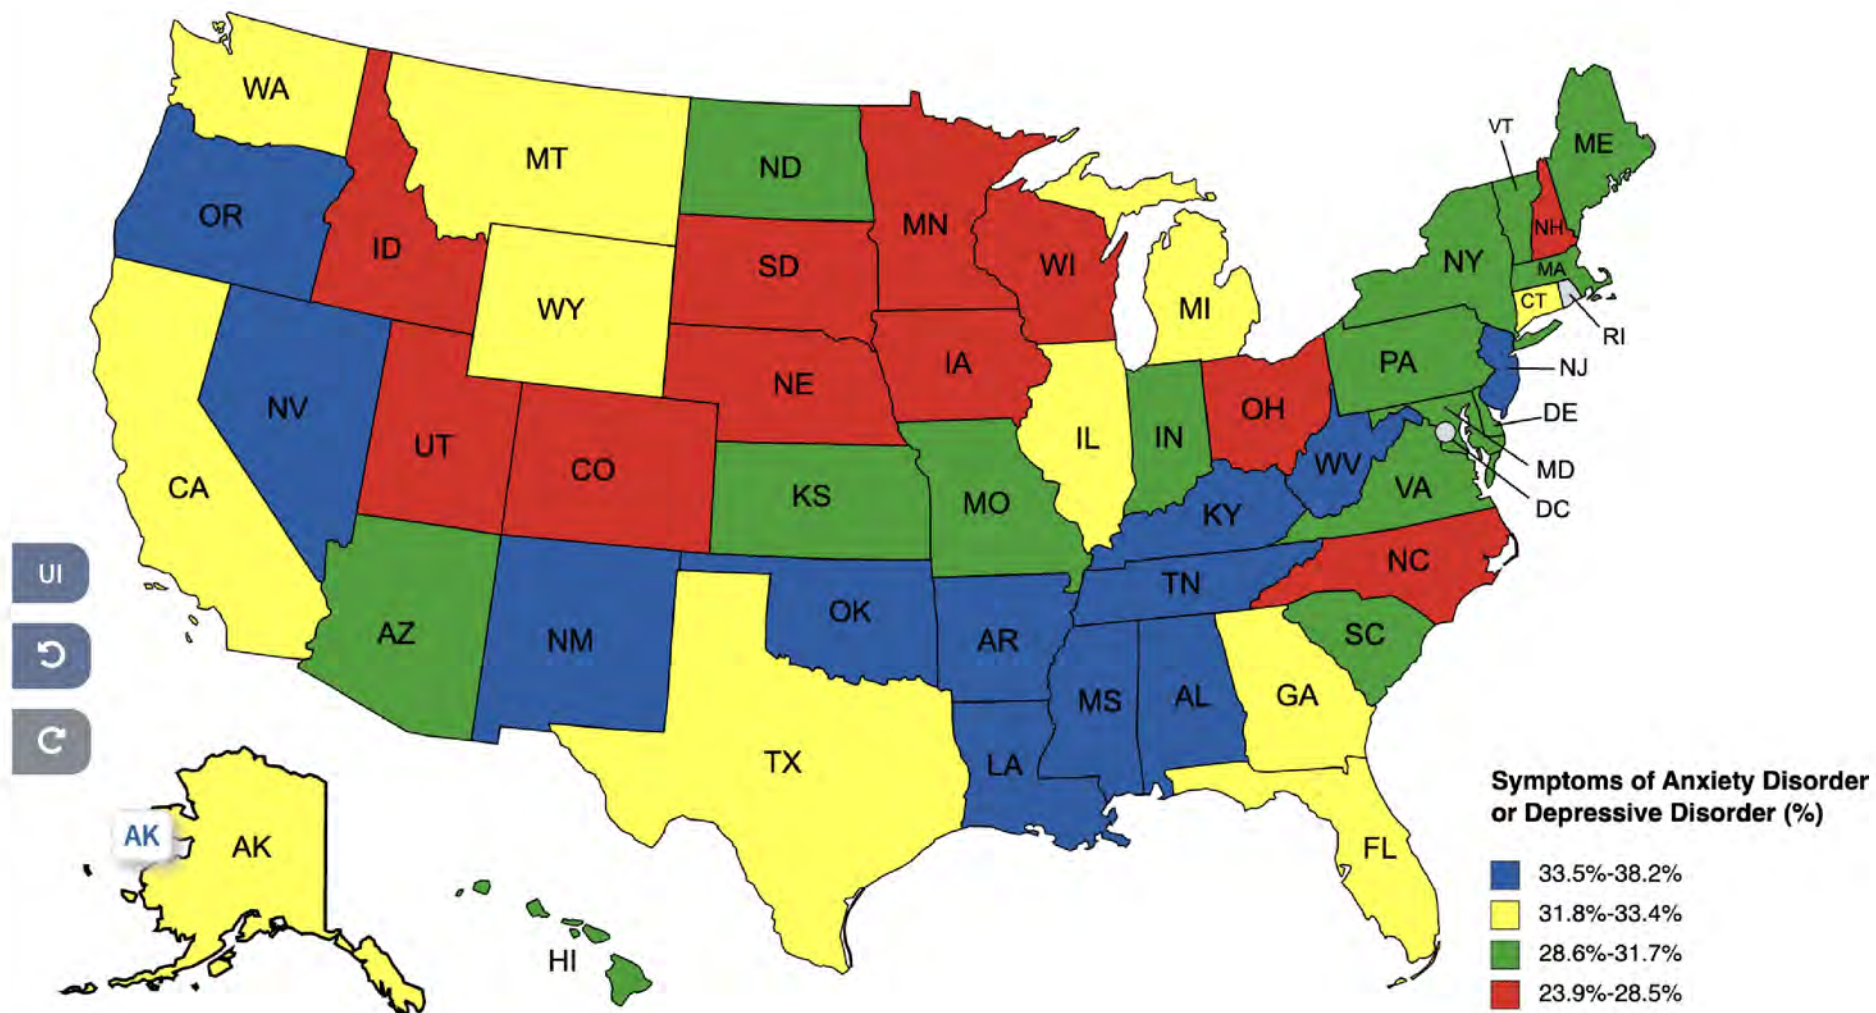 WA
MT
ND
MN
VT
ME
OR
ID
SD
WI
NY
NH
MA
WY
MI
CT
RI
IA
PA
NJ
NE
NV
OH
DE
UT
CO
IL
IN
WV
MD
CA
KS
MO
VA
DC
KY
UI
NC
TN
AZ
NM
OK
AR
SC
MS
AL
GA
TX
LA
AK
AK
FL
HI
Symptoms of Anxiety Disorder
or Depressive Disorder (%)
33.5%-38.2%
31.8%-33.4%
28.6%-31.7%
23.9%-28.5%